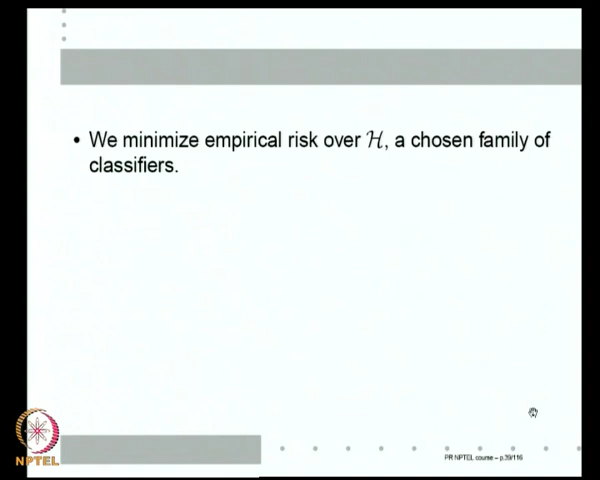 • We minimize empirical risk over ℋ, a chosen family of
classifiers.
NPTEL
PR NPTEL course – p.39/116